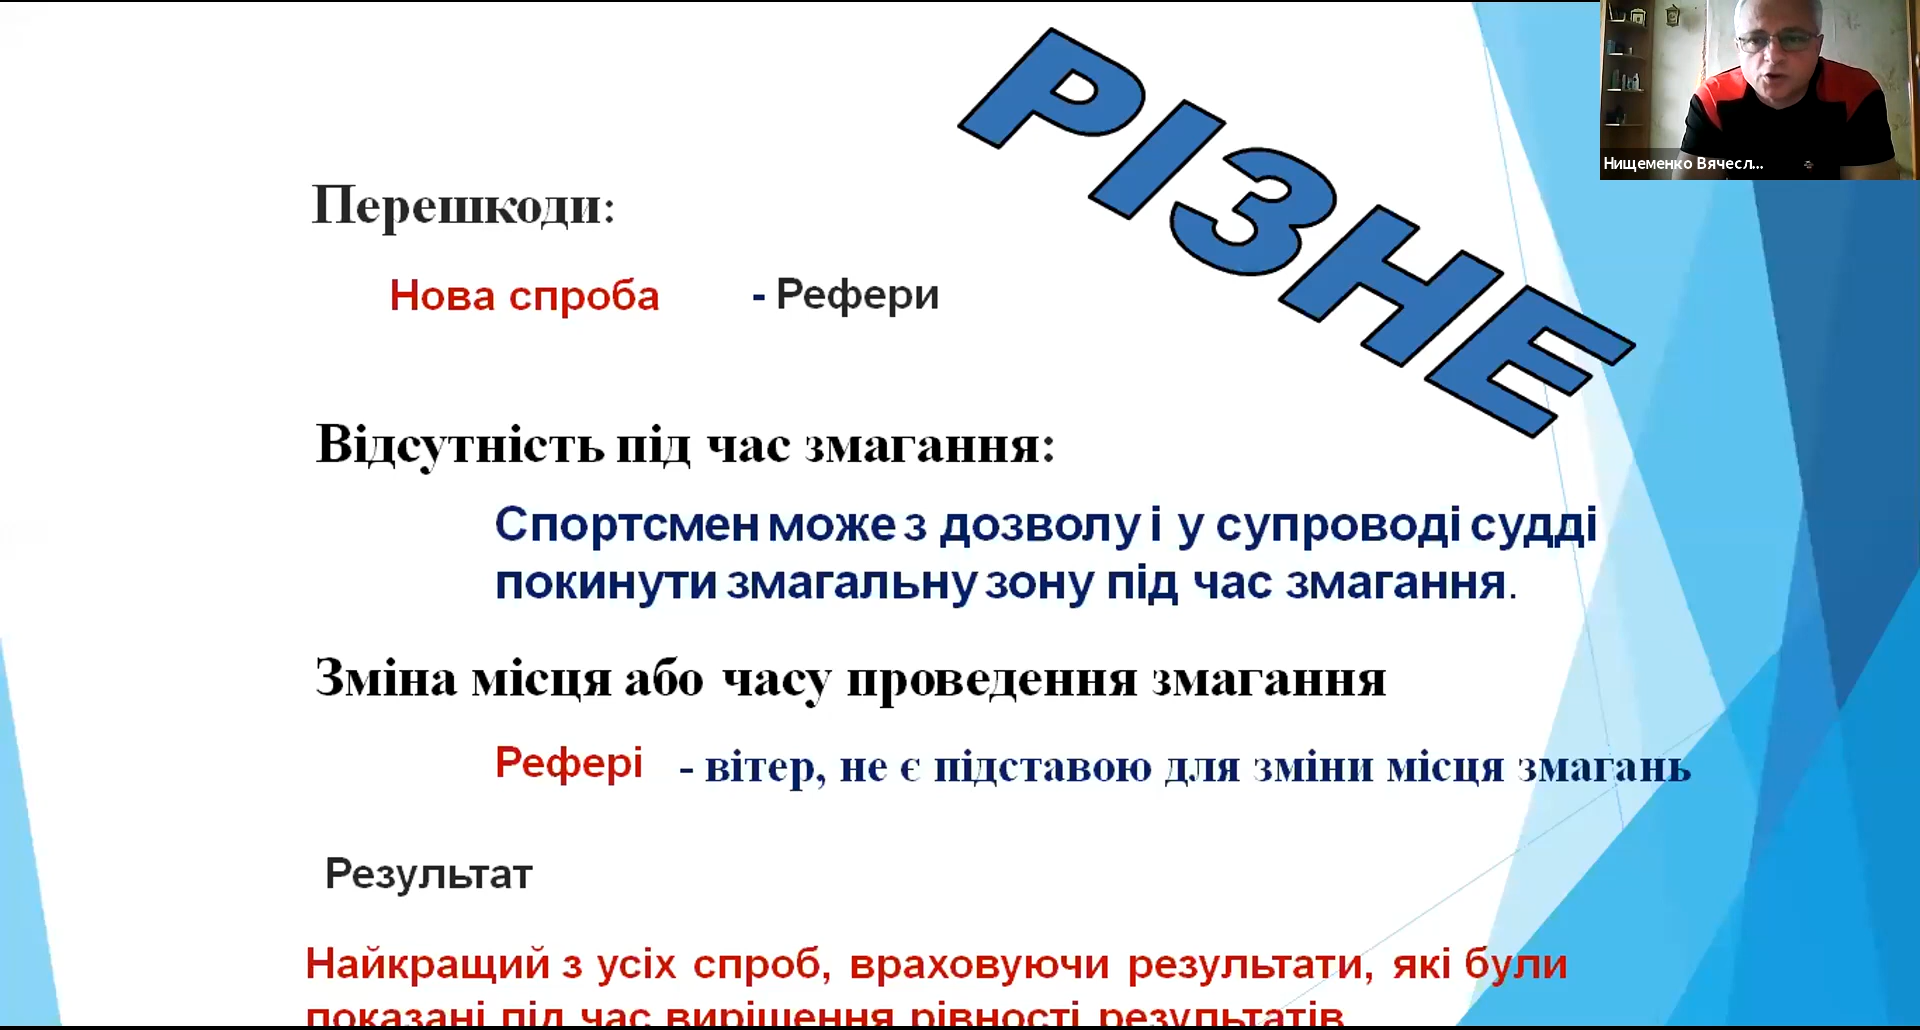 РІЗНЕ
Нищеменко Вячесл...
Перешкоди:
Нова спроба - Рефери
Відсутність під час змагання:
Спортсмен може з дозволу і у супроводі судді
покинути змагальну зону під час змагання.
Зміна місця або часу проведення змагання
Рефері - вітер, не є підставою для зміни місця змагань
Результат
Найкращий з усіх спроб, враховуючи результати, які були
показані під час вирішення рівності результатів